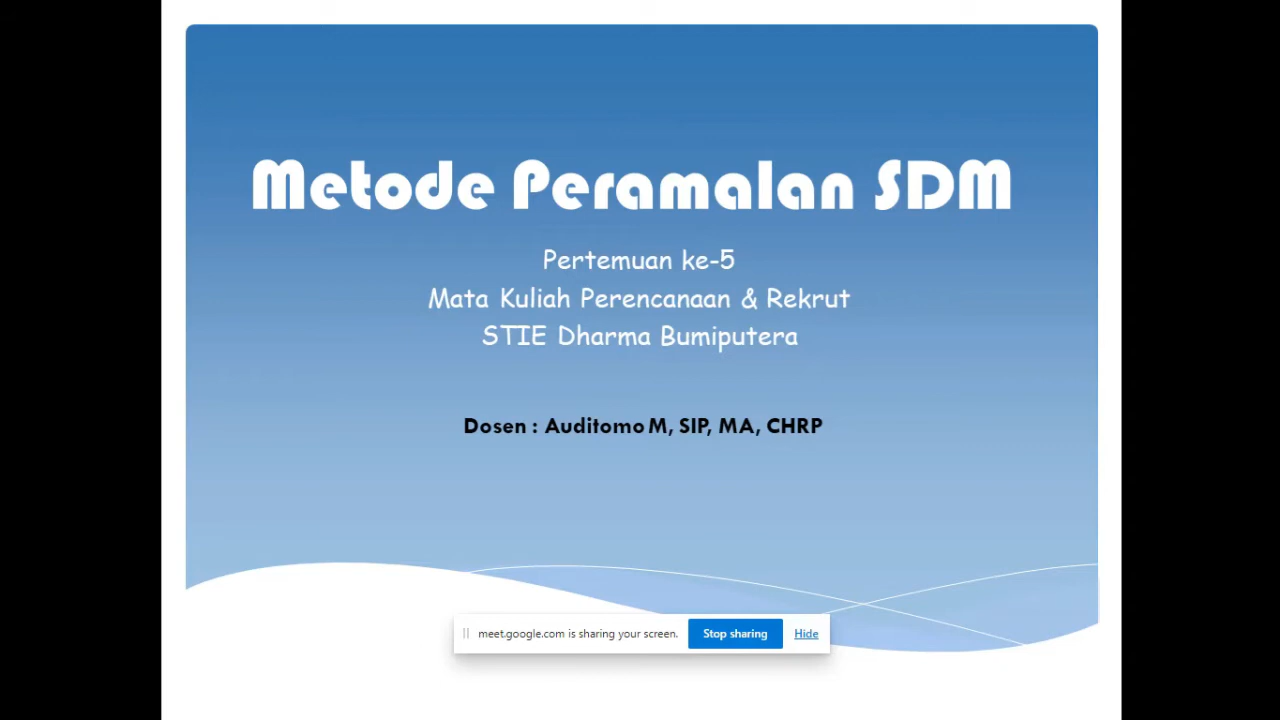 Metode Peramalan SDM
Pertemuan ke-5
Mata Kuliah Perencanaan & Rekrut
STIE Dharma Bumiputera
Dosen : Auditomo M, SIP, MA, CHRP
meet.google.com is sharing your screen. Stop sharing Hide